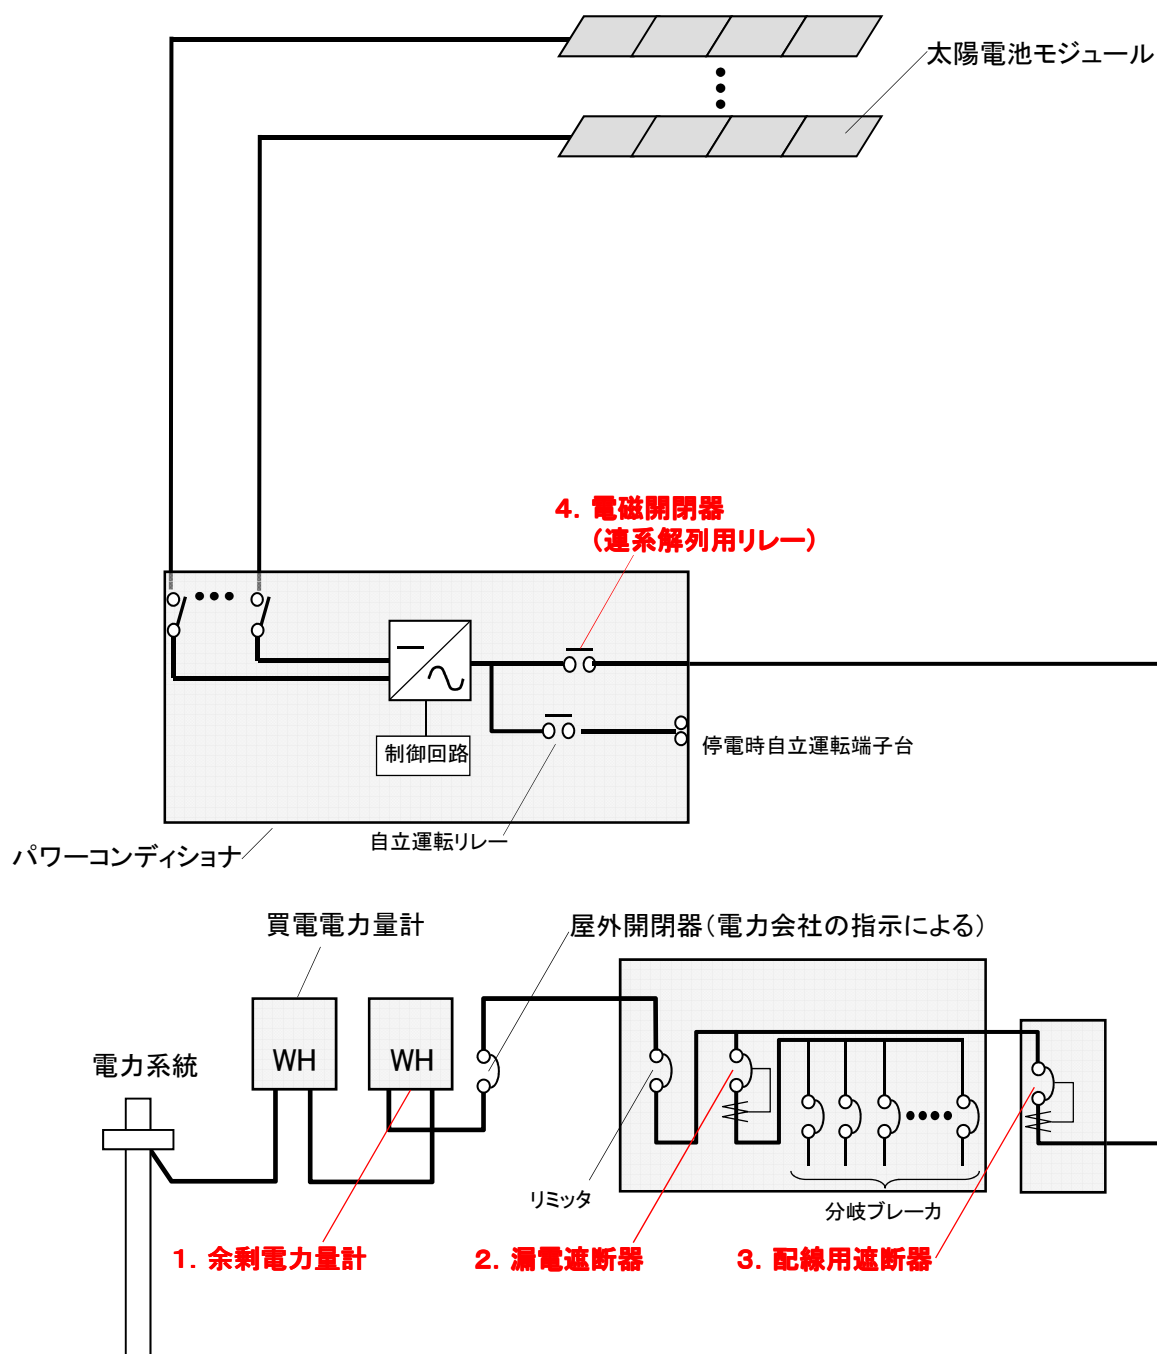 太陽電池モジュール
4．電磁開閉器
（連系解列用リレー）
制御回路
停電時自立運転端子台
自立運転リレー
パワーコンディショナ
買電電力量計
屋外開閉器（電力会社の指示による）
WH
WH
電力系統
リミッタ
分岐ブレーカ
1．余剰電力量計
2．漏電遮断器
3．配線用遮断器